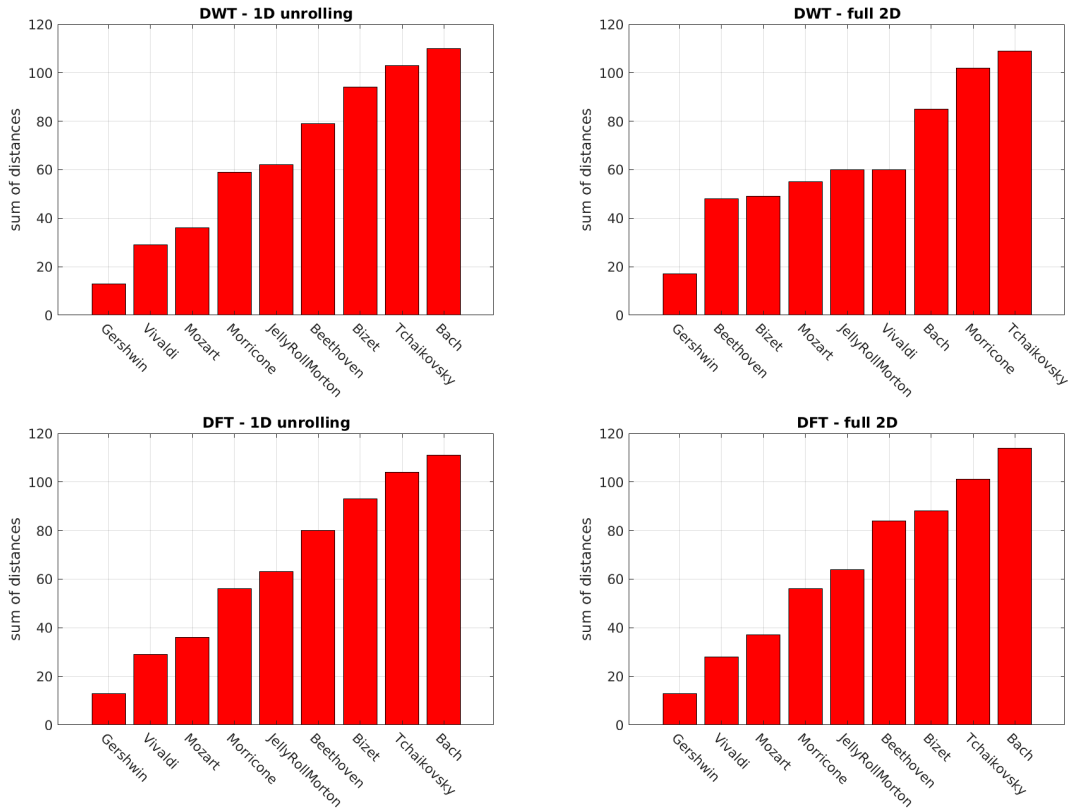 DWT - 1D unrolling
sum of distances
120
100
80
60
40
20
0
Gershwin
Vivaldi
Mozart
Morricone
JellyRollMorton
Beethoven
Bizet
Tchaikovsky
Bach
DWT - full 2D
sum of distances
120
100
80
60
40
20
0
Gershwin
Beethoven
Bizet
Mozart
JellyRollMorton
Vivaldi
Bach
Morricone
Tchaikovsky
DFT - 1D unrolling
sum of distances
120
100
80
60
40
20
0
Gershwin
Vivaldi
Mozart
Morricone
JellyRollMorton
Beethoven
Bizet
Tchaikovsky
Bach
DFT - full 2D
sum of distances
120
100
80
60
40
20
0
Gershwin
Vivaldi
Mozart
Morricone
JellyRollMorton
Beethoven
Bizet
Tchaikovsky
Bach